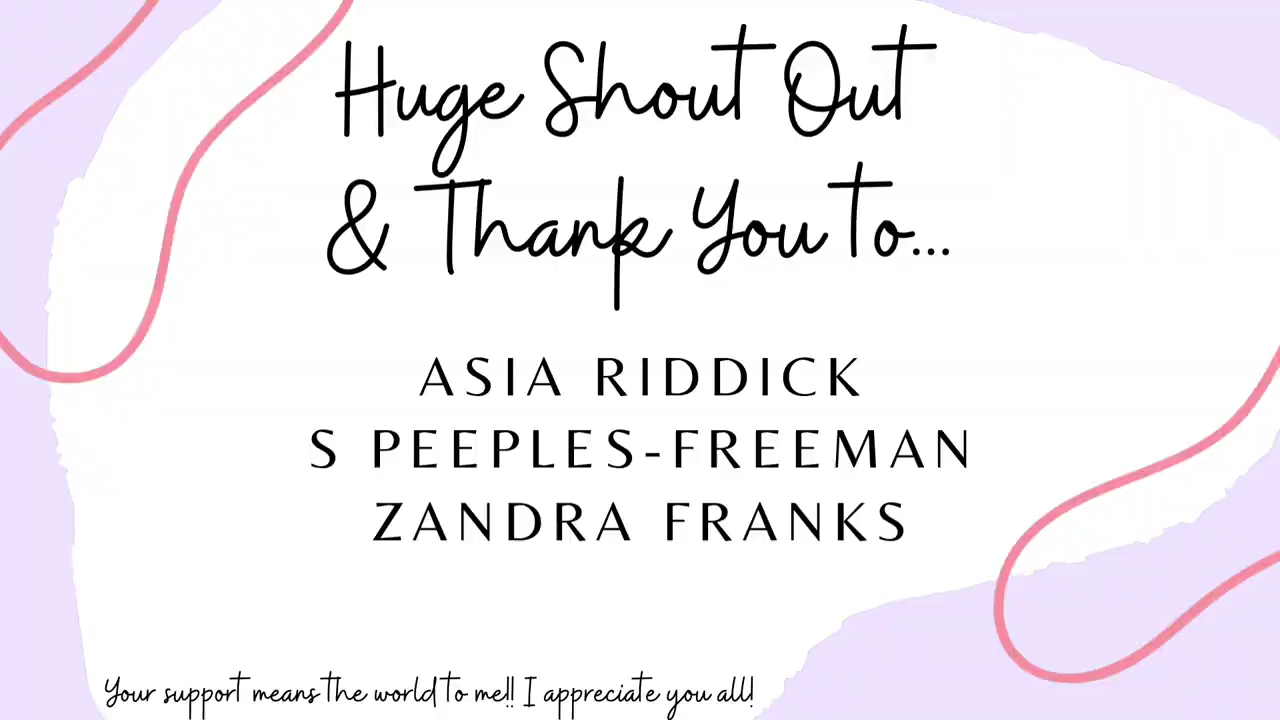 Huge Shout Out
& Thank You to...
ASIA RIDDICK
S PEEPLES-FREEMAN
ZANDRA FRANKS
Your support means the world to me!! I appreciate you all!